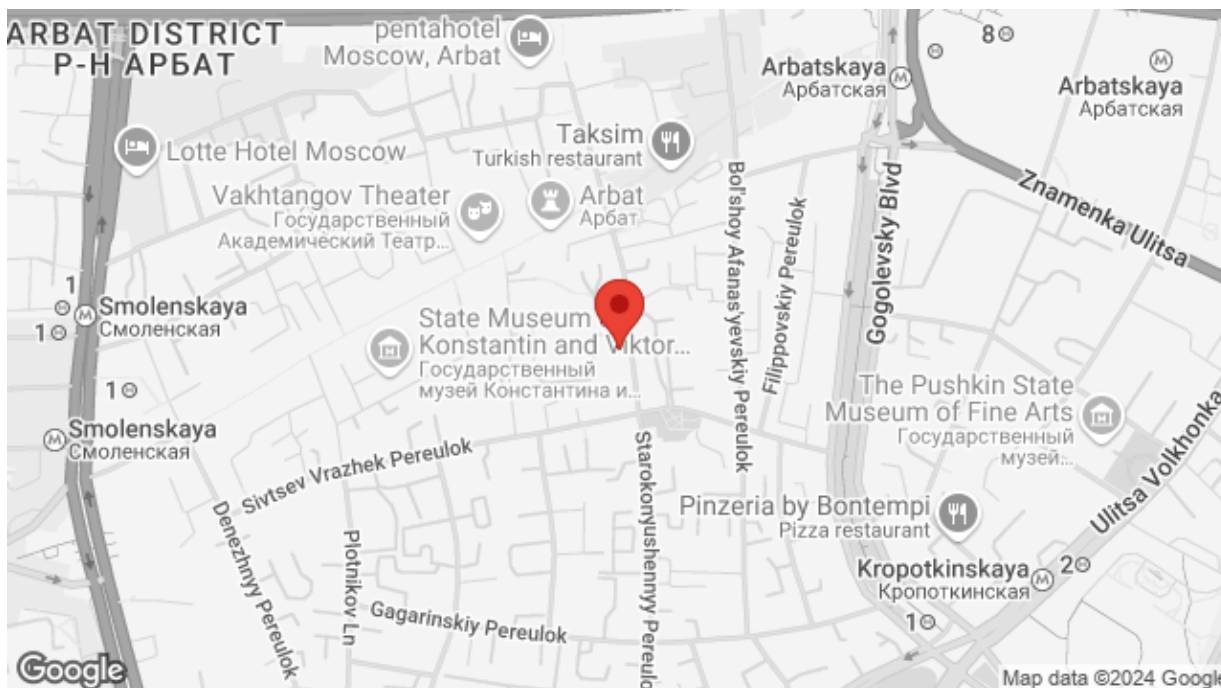 ARBAT DISTRICT
Р-Н АРБАТ
pentahotel
Moscow, Arbat
8
Arbatskaya
Арбатская
Arbatskaya
Арбатская
Lotte Hotel Moscow
Taksim
Turkish restaurant
Vakhtangov Theater
Государственный
Академический Театр...
Arbat
Арбат
Bol'shoy Afanas'yevskiy Pereulok
Filippovskiy Pereulok
Gogolevsky Blvd
Znamenka Ulitsa
1
Smolenskaya
Смоленская
1
State Museum
Konstantin and Viktor...
Государственный
музей Константина и...
1
Smolenskaya
Смоленская
The Pushkin State
Museum of Fine Arts
Государственный
музей...
Ulitsa Volkhonka
Sivtsev Vrazhek Pereulok
Starokonyushennyy Pereulok
Denezhnyy Pereulok
Plotnikov Ln
Gagarinskiy Pereulok
Pinzeria by Bontempi
Pizza restaurant
Kropotkinskaya
Кропоткинская
2
1
Google
Map data ©2024 Google